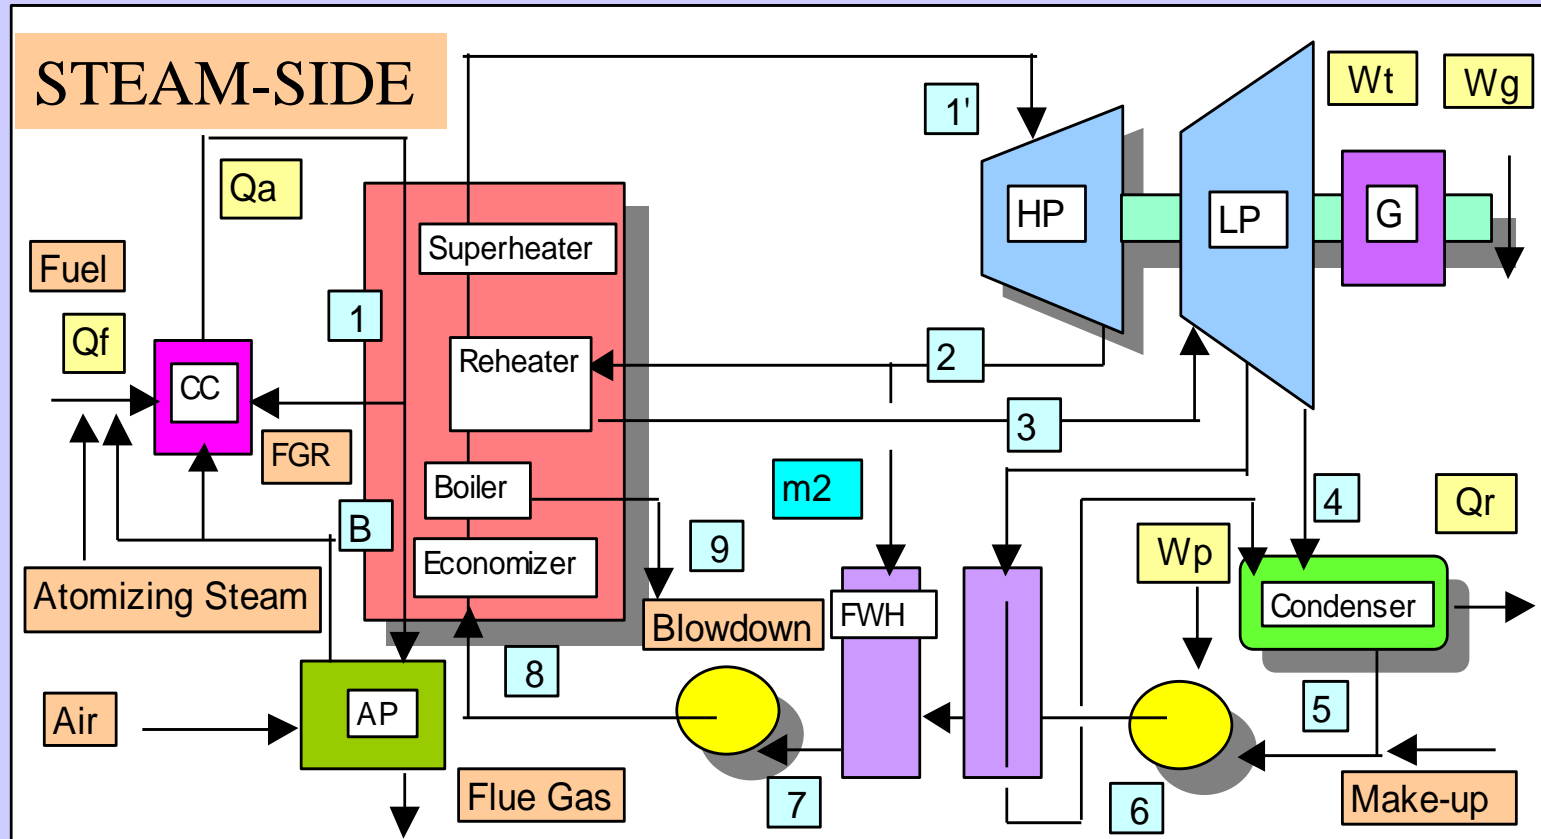 STEAM-SIDE
Wt
Wg
1'
Qa
HP
LP
G
Superheater
Fuel
1
Qf
Reheater
2
CC
3
FGR
Boiler
m2
4
Qr
B
9
Wp
Economizer
Atomizing Steam
Condenser
Blowdown
FWH
8
5
Air
AP
Flue Gas
7
6
Make-up